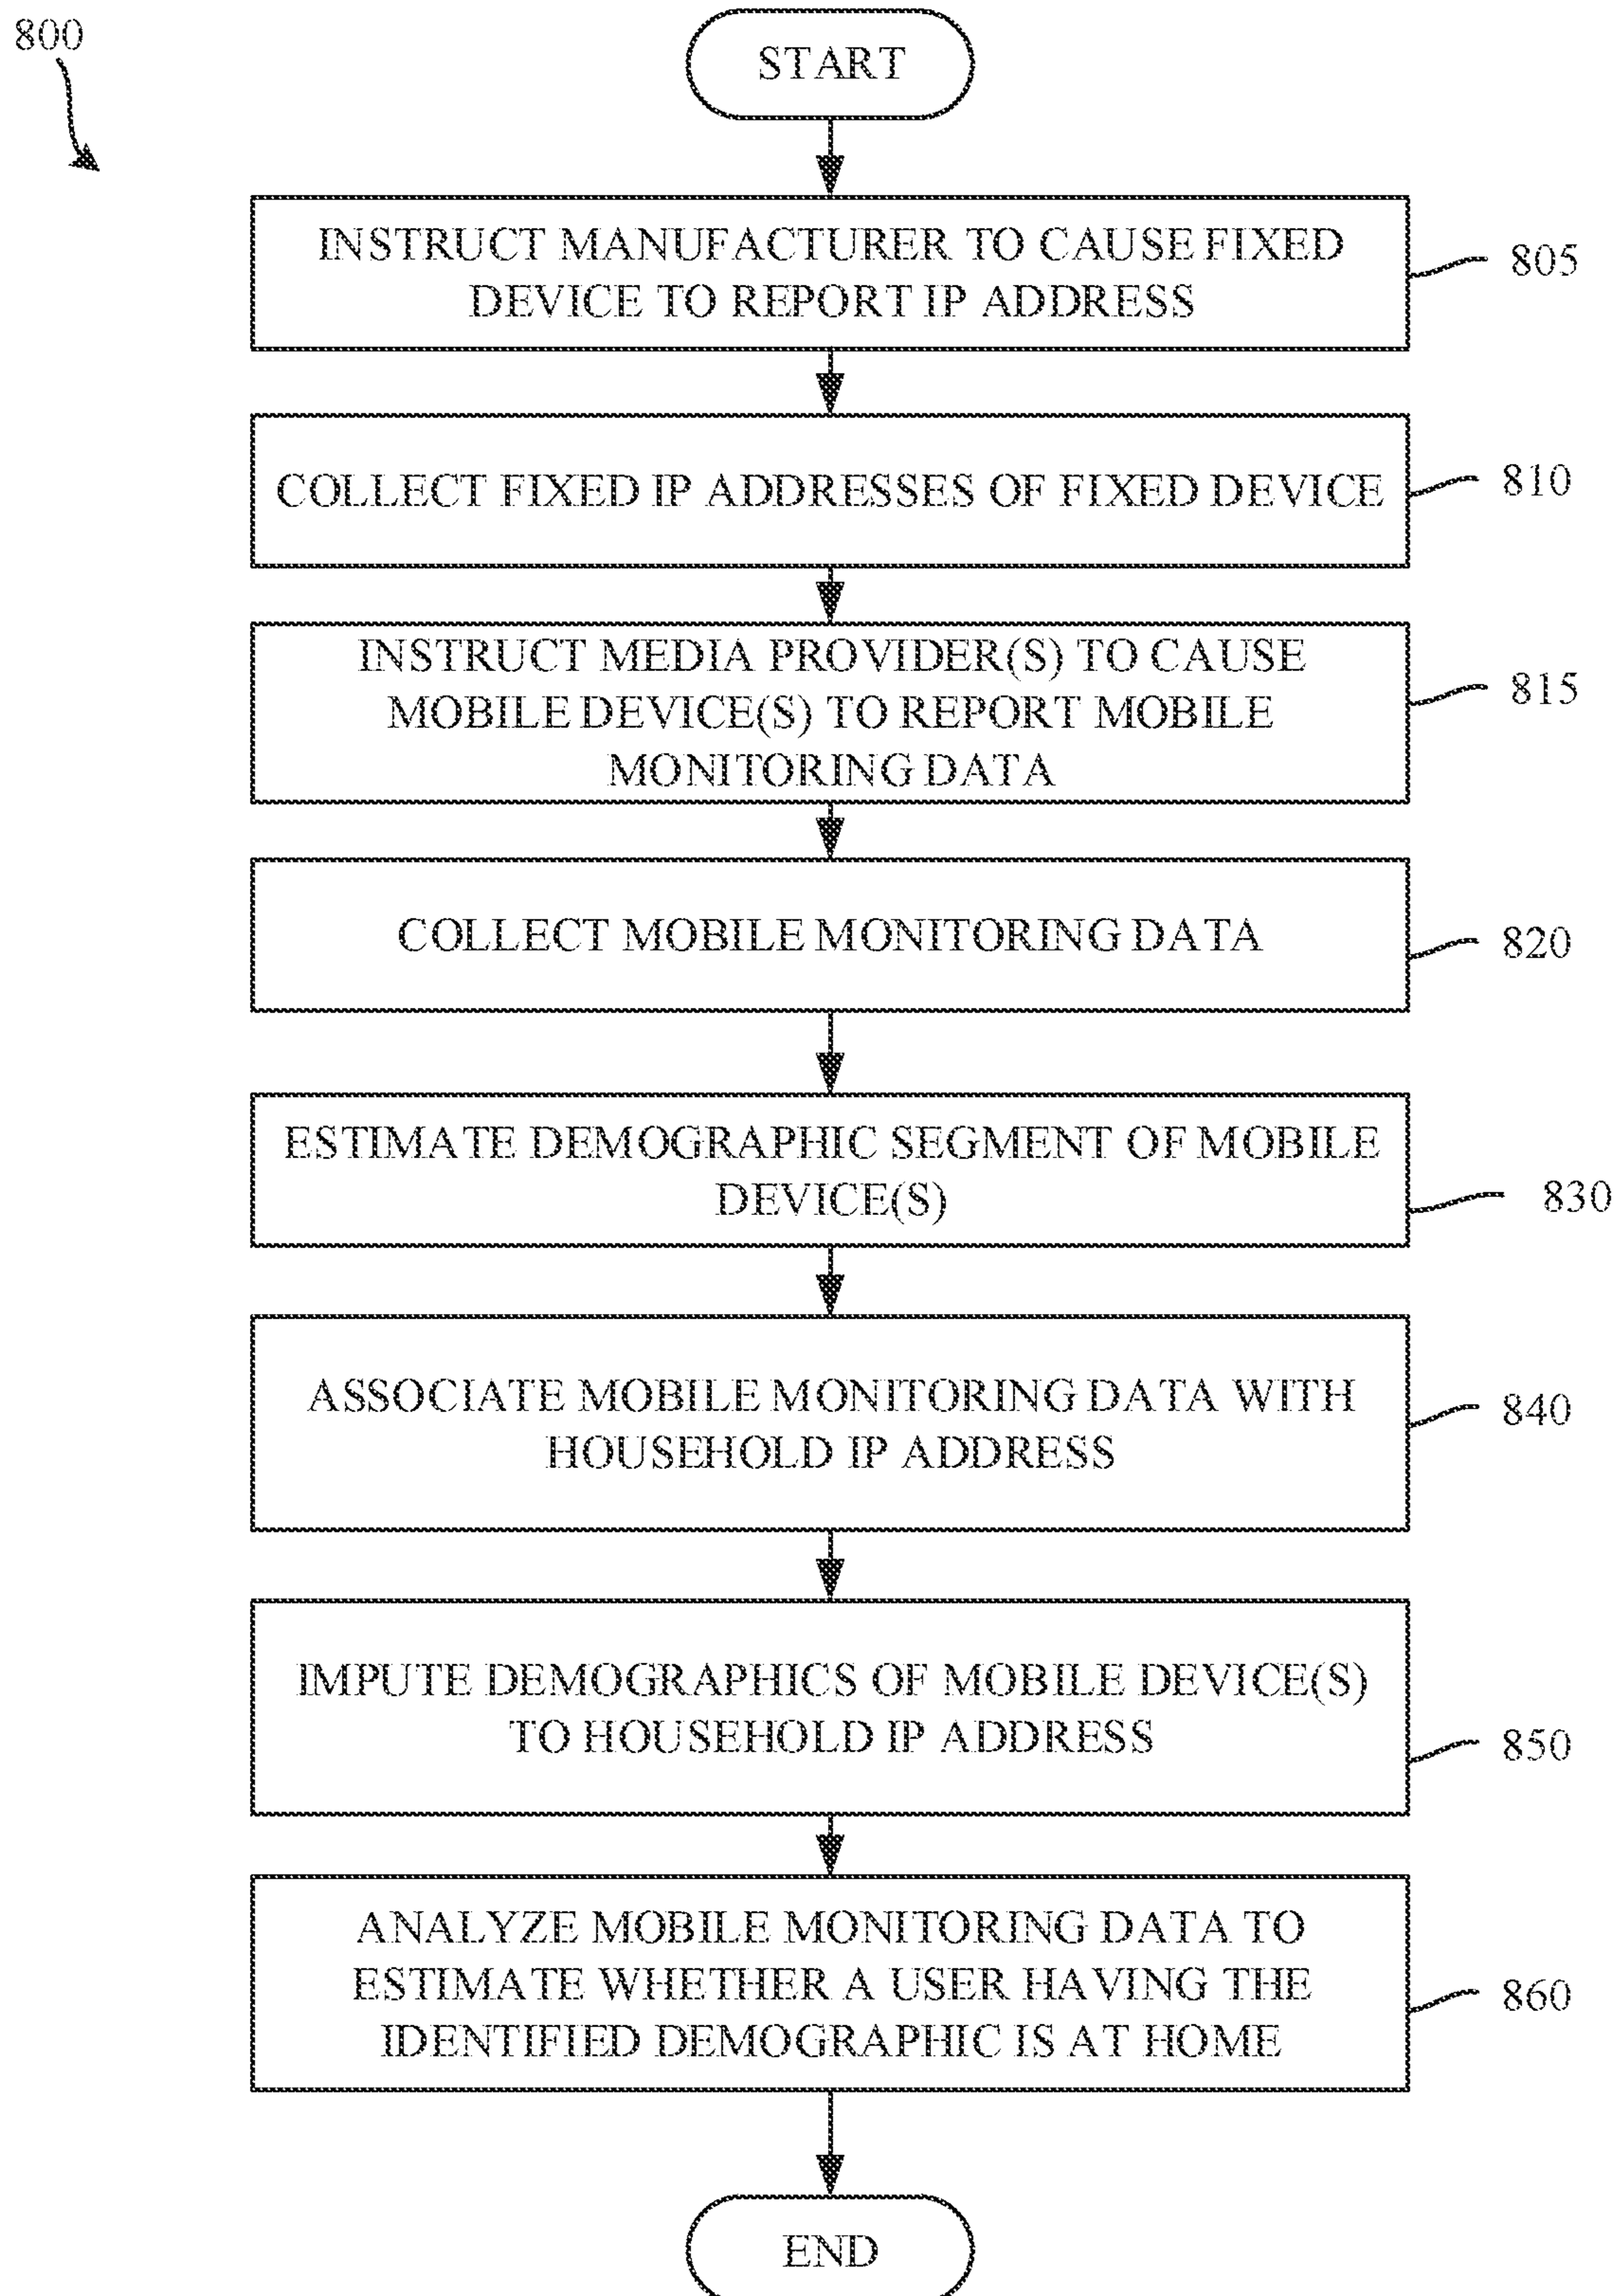 800
START
INSTRUCT MANUFACTURER TO CAUSE FIXED
DEVICE TO REPORT IP ADDRESS
805
COLLECT FIXED IP ADDRESSES OF FIXED DEVICE
810
INSTRUCT MEDIA PROVIDER(S) TO CAUSE
MOBILE DEVICE(S) TO REPORT MOBILE
MONITORING DATA
815
COLLECT MOBILE MONITORING DATA
820
ESTIMATE DEMOGRAPHIC SEGMENT OF MOBILE
DEVICE(S)
830
ASSOCIATE MOBILE MONITORING DATA WITH
HOUSEHOLD IP ADDRESS
840
IMPUTE DEMOGRAPHICS OF MOBILE DEVICE(S)
TO HOUSEHOLD IP ADDRESS
850
ANALYZE MOBILE MONITORING DATA TO
ESTIMATE WHETHER A USER HAVING THE
IDENTIFIED DEMOGRAPHIC IS AT HOME
860
END